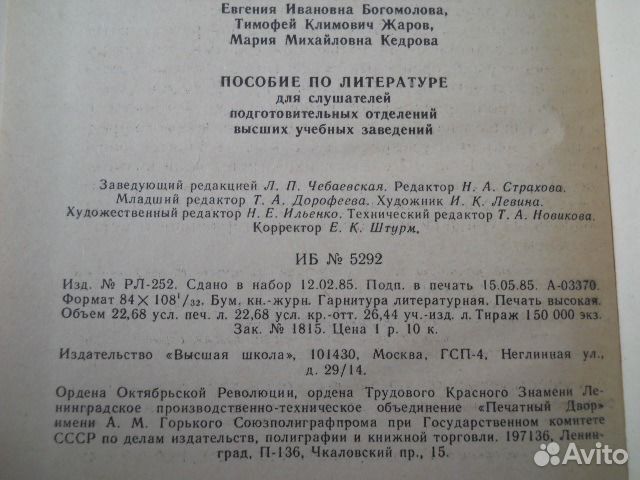 Евгения Ивановна Богомолова,
Тимофей Климович Жаров,
Мария Михайловна Кедрова
ПОСОБИЕ ПО ЛИТЕРАТУРЕ
для слушателей
подготовительных отделений
высших учебных заведений
Заведующий редакцией Л. П. Чебаевская. Редактор Н. А. Страхова.
Младший редактор Т. А. Дорофеева. Художник И. К. Левина.
Художественный редактор Н. Е. Ильенко. Технический редактор Т. А. Новикова.
Корректор Е. К. Штурм.
ИБ № 5292
Изд. № РЛ-252. Сдано в набор 12.02.85. Подп. в печать 15.05.85. А-03370.
Формат 84×108¹/₃₂. Бум. кн.-журн. Гарнитура литературная. Печать высокая.
Объем 22,68 усл. печ. л. 22,68 усл. кр.-отт. 26,44 уч.-изд. л. Тираж 150 000 экз.
Зак. № 1815. Цена 1 р. 10 к.
Издательство «Высшая школа», 101430, Москва, ГСП-4, Неглинная ул.,
д. 29/14.
Ордена Октябрьской Революции, ордена Трудового Красного Знамени Ле-
нинградское производственно-техническое объединение «Печатный Двор»
имени А. М. Горького Союзполиграфпрома при Государственном комитете
СССР по делам издательств, полиграфии и книжной торговли. 197136, Ленин-
град, П-136, Чкаловский пр., 15.
Avito